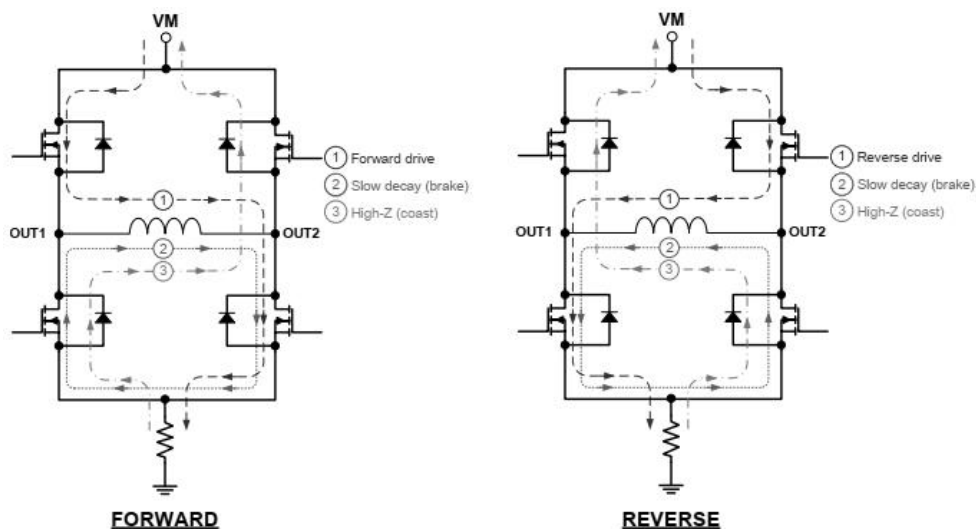 VM
① Forward drive
② Slow decay (brake)
③ High-Z (coast)
①
OUT1
OUT2
②
③
FORWARD
VM
① Reverse drive
② Slow decay (brake)
③ High-Z (coast)
①
OUT1
OUT2
②
③
REVERSE